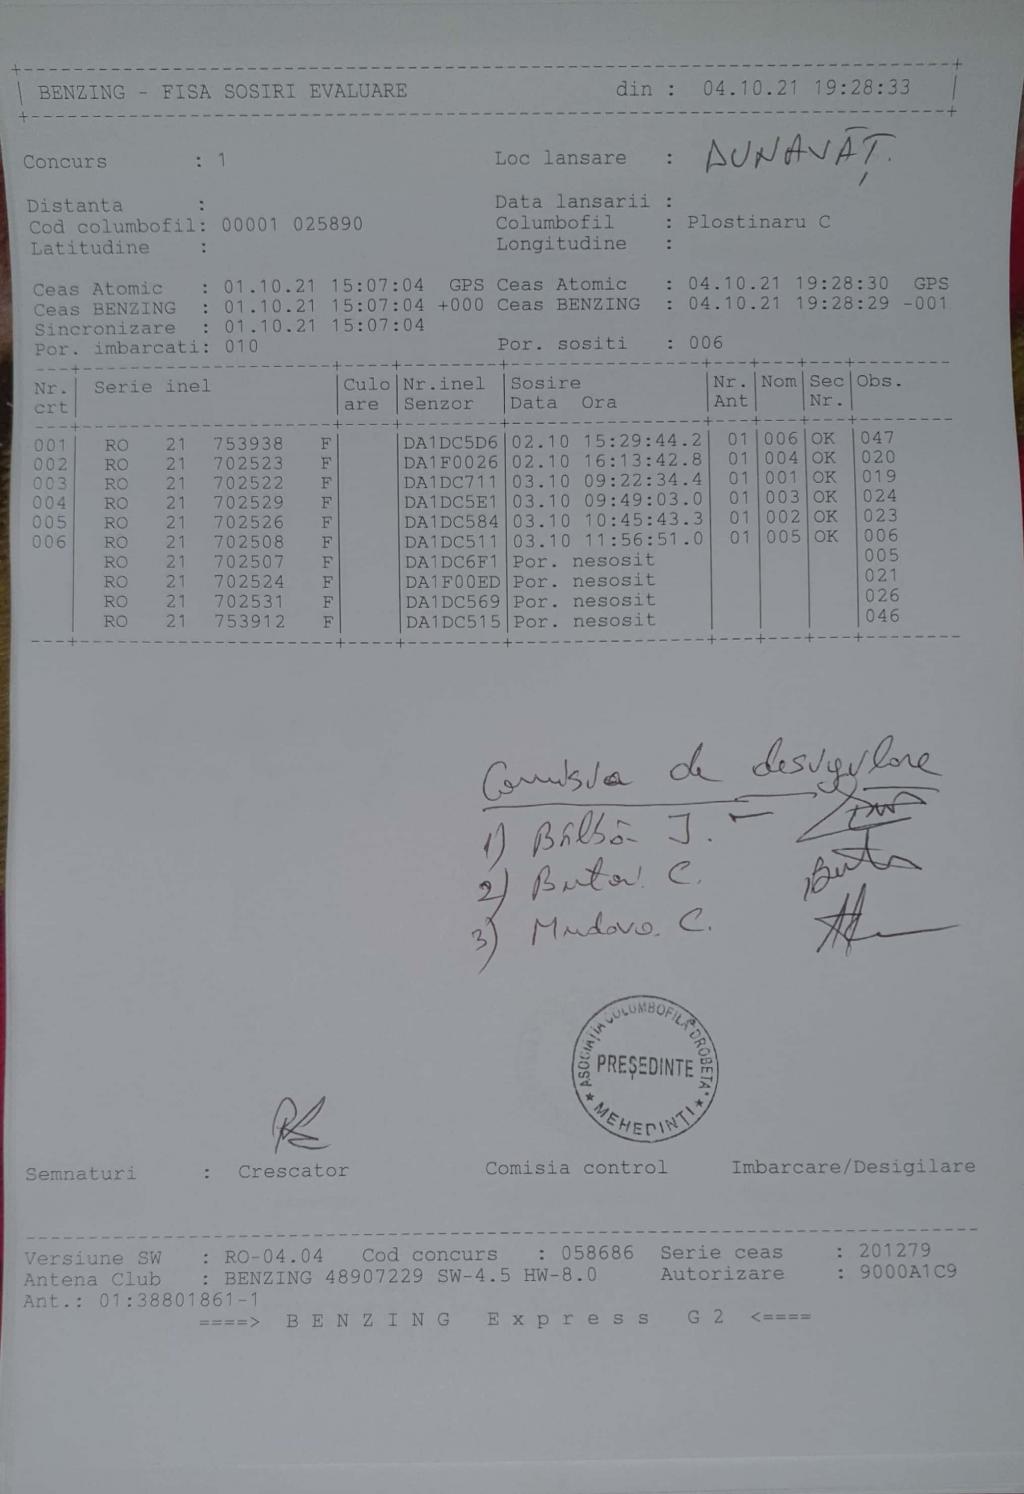 BENZING - FISA SOSIRI EVALUARE din : 04.10.21 19:28:33
Concurs : 1 Loc lansare : DUNAVĂȚ.
Distanta : Data lansarii :
Cod columbofil: 00001 025890 Columbofil : Plostinaru C
Latitudine : Longitudine :
Ceas Atomic : 01.10.21 15:07:04 GPS Ceas Atomic : 04.10.21 19:28:30 GPS
Ceas BENZING : 01.10.21 15:07:04 +000 Ceas BENZING : 04.10.21 19:28:29 -001
Sincronizare : 01.10.21 15:07:04
Por. imbarcati: 010 Por. sositi : 006
Nr. Serie inel Culo Nr.inel Sosire Nr. Nom Sec Obs.
crt are Senzor Data Ora Ant Nr.
001 RO 21 753938 F DA1DC5D6 02.10 15:29:44.2 01 006 OK 047
002 RO 21 702523 F DA1F0026 02.10 16:13:42.8 01 004 OK 020
003 RO 21 702522 F DA1DC711 03.10 09:22:34.4 01 001 OK 019
004 RO 21 702529 F DA1DC5E1 03.10 09:49:03.0 01 003 OK 024
005 RO 21 702526 F DA1DC584 03.10 10:45:43.3 01 002 OK 023
006 RO 21 702508 F DA1DC511 03.10 11:56:51.0 01 005 OK 006
RO 21 702507 F DA1DC6F1 Por. nesosit 005
RO 21 702524 F DA1F00ED Por. nesosit 021
RO 21 702531 F DA1DC569 Por. nesosit 026
RO 21 753912 F DA1DC515 Por. nesosit 046
Comisia de
1) J. -
2) C.
3) C.
ASOCIAȚIA COLUMBOFILĂ DROBETA
PREȘEDINTE
MEHEDINȚI
Semnaturi : Crescator Comisia control Imbarcare/Desigilare
Versiune SW : RO-04.04 Cod concurs : 058686 Serie ceas : 201279
Antena Club : BENZING 48907229 SW-4.5 HW-8.0 Autorizare : 9000A1C9
Ant.: 01:38801861-1
====> B E N Z I N G E x p r e s s G 2 <====